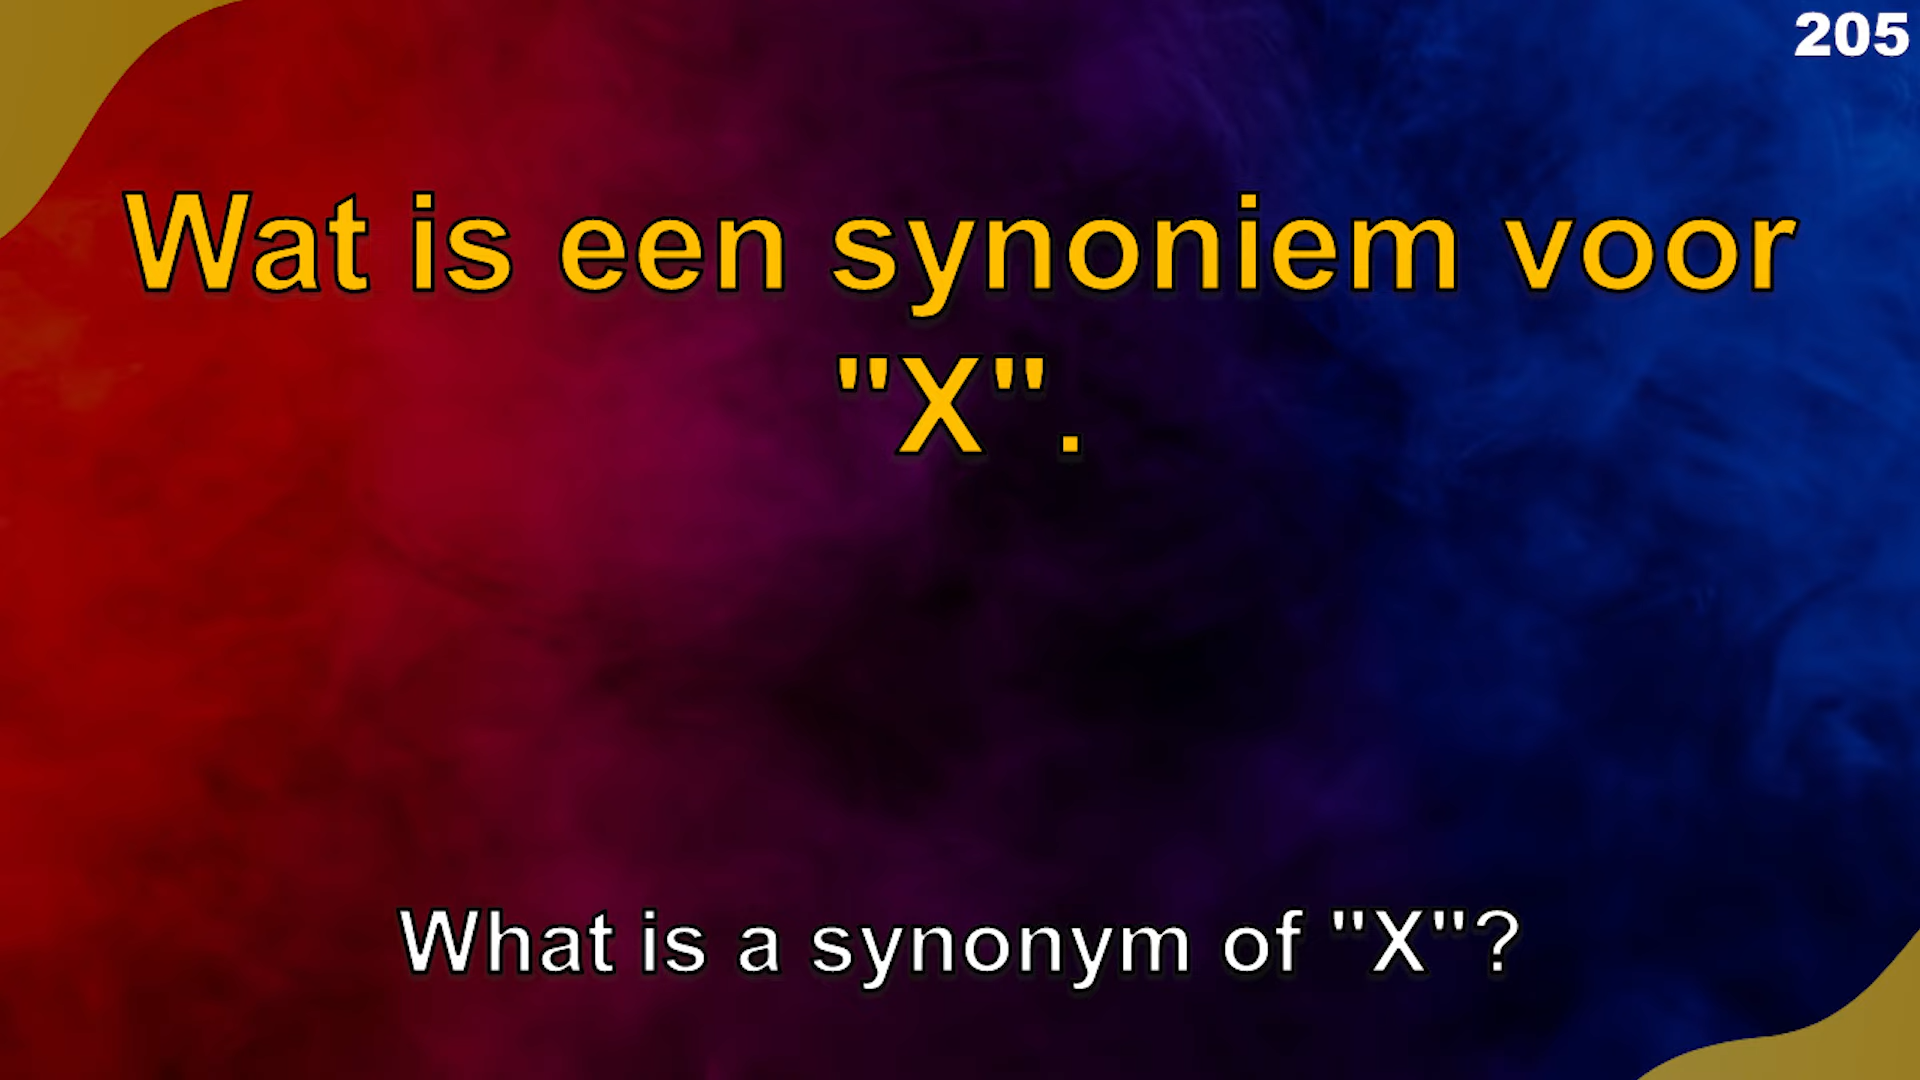 205
Wat is een synoniem voor
"X".
What is a synonym of "X"?